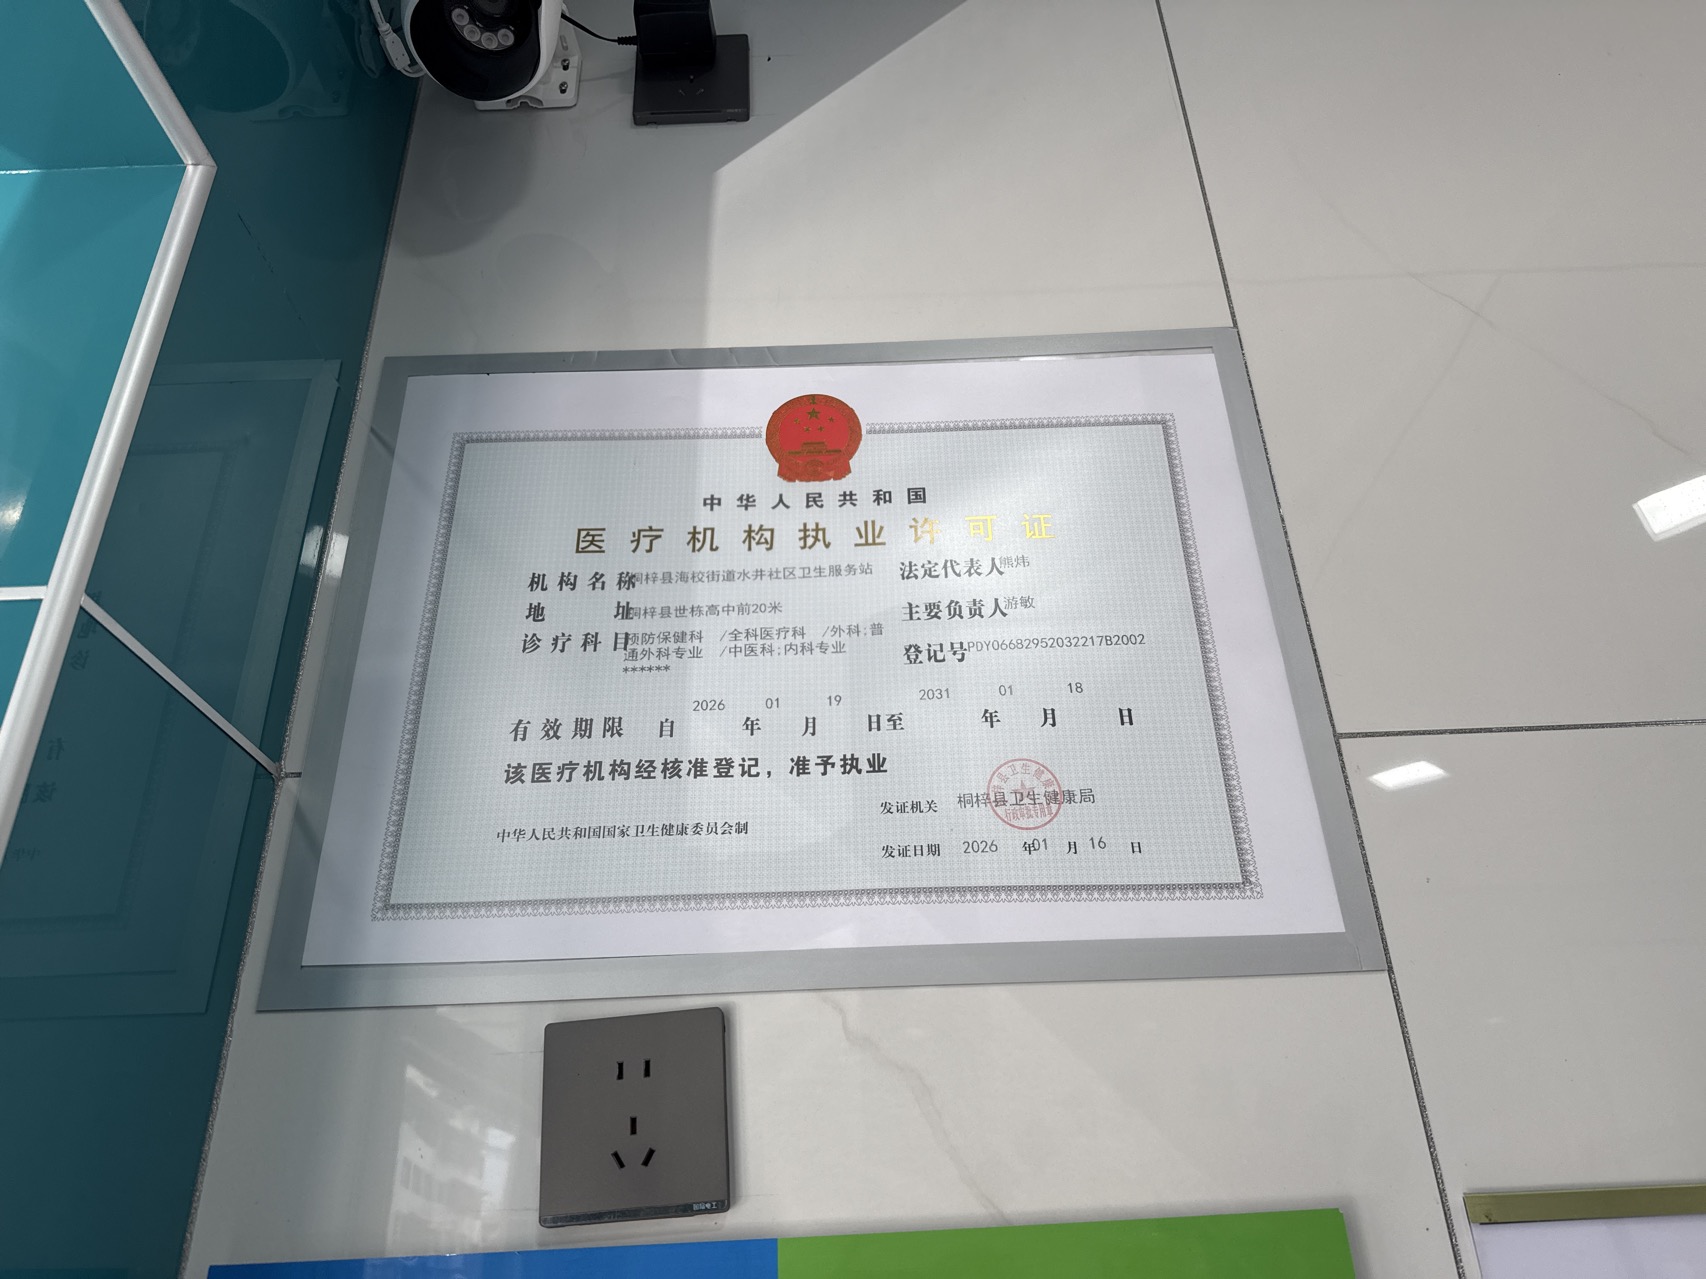 中华人民共和国
医疗机构执业许可证
机构名称 桐梓县海校街道水井社区卫生服务站
法定代表人 熊炜
地址 桐梓县世栋高中前20米
主要负责人 游敏
诊疗科目 预防保健科 /全科医疗科 /外科;普
通外科专业 /中医科;内科专业
******
登记号 PDY06682952032217B2002
有效期限 自 2026 年 01 月 19 日至 2031 年 01 月 18 日
该医疗机构经核准登记，准予执业
发证机关 桐梓县卫生健康局
中华人民共和国国家卫生健康委员会制
发证日期 2026 年 01 月 16 日